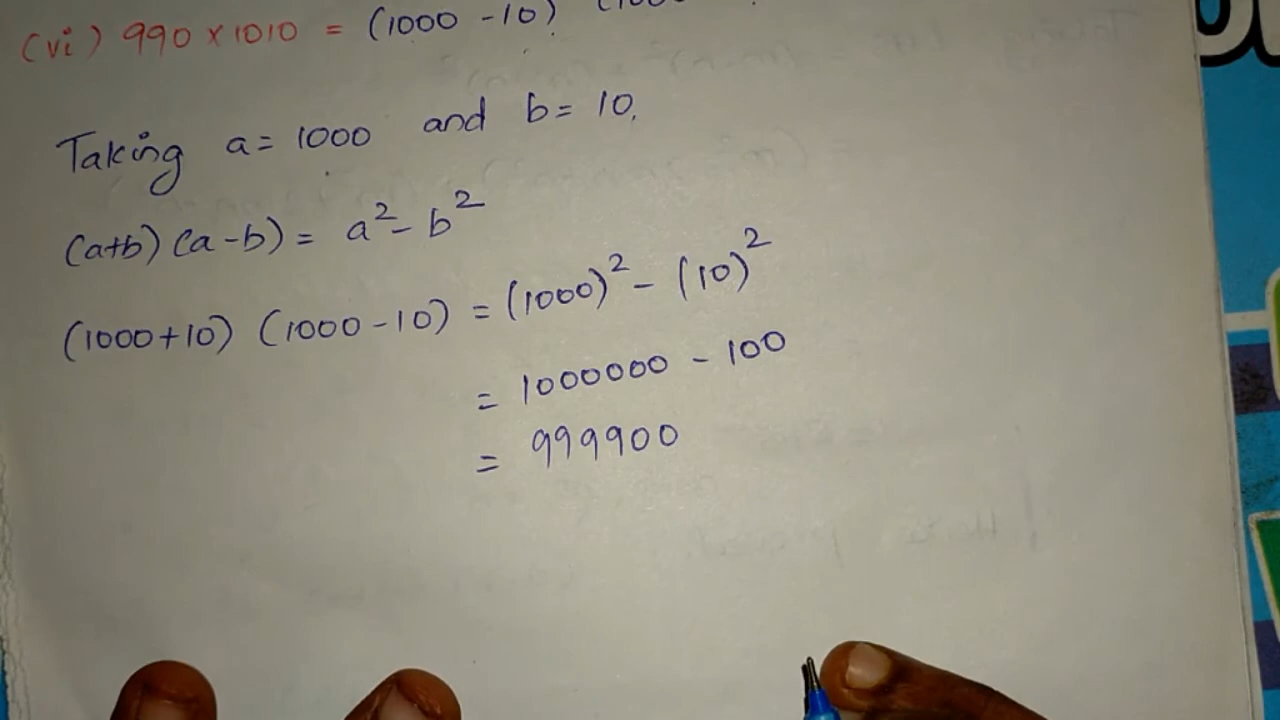 (vi) 990 × 1010 = (1000 - 10)
Taking a = 1000 and b = 10.
(a+b) (a-b) = a² - b²
(1000+10) (1000-10) = (1000)² - (10)²
= 1000000 - 100
= 999900